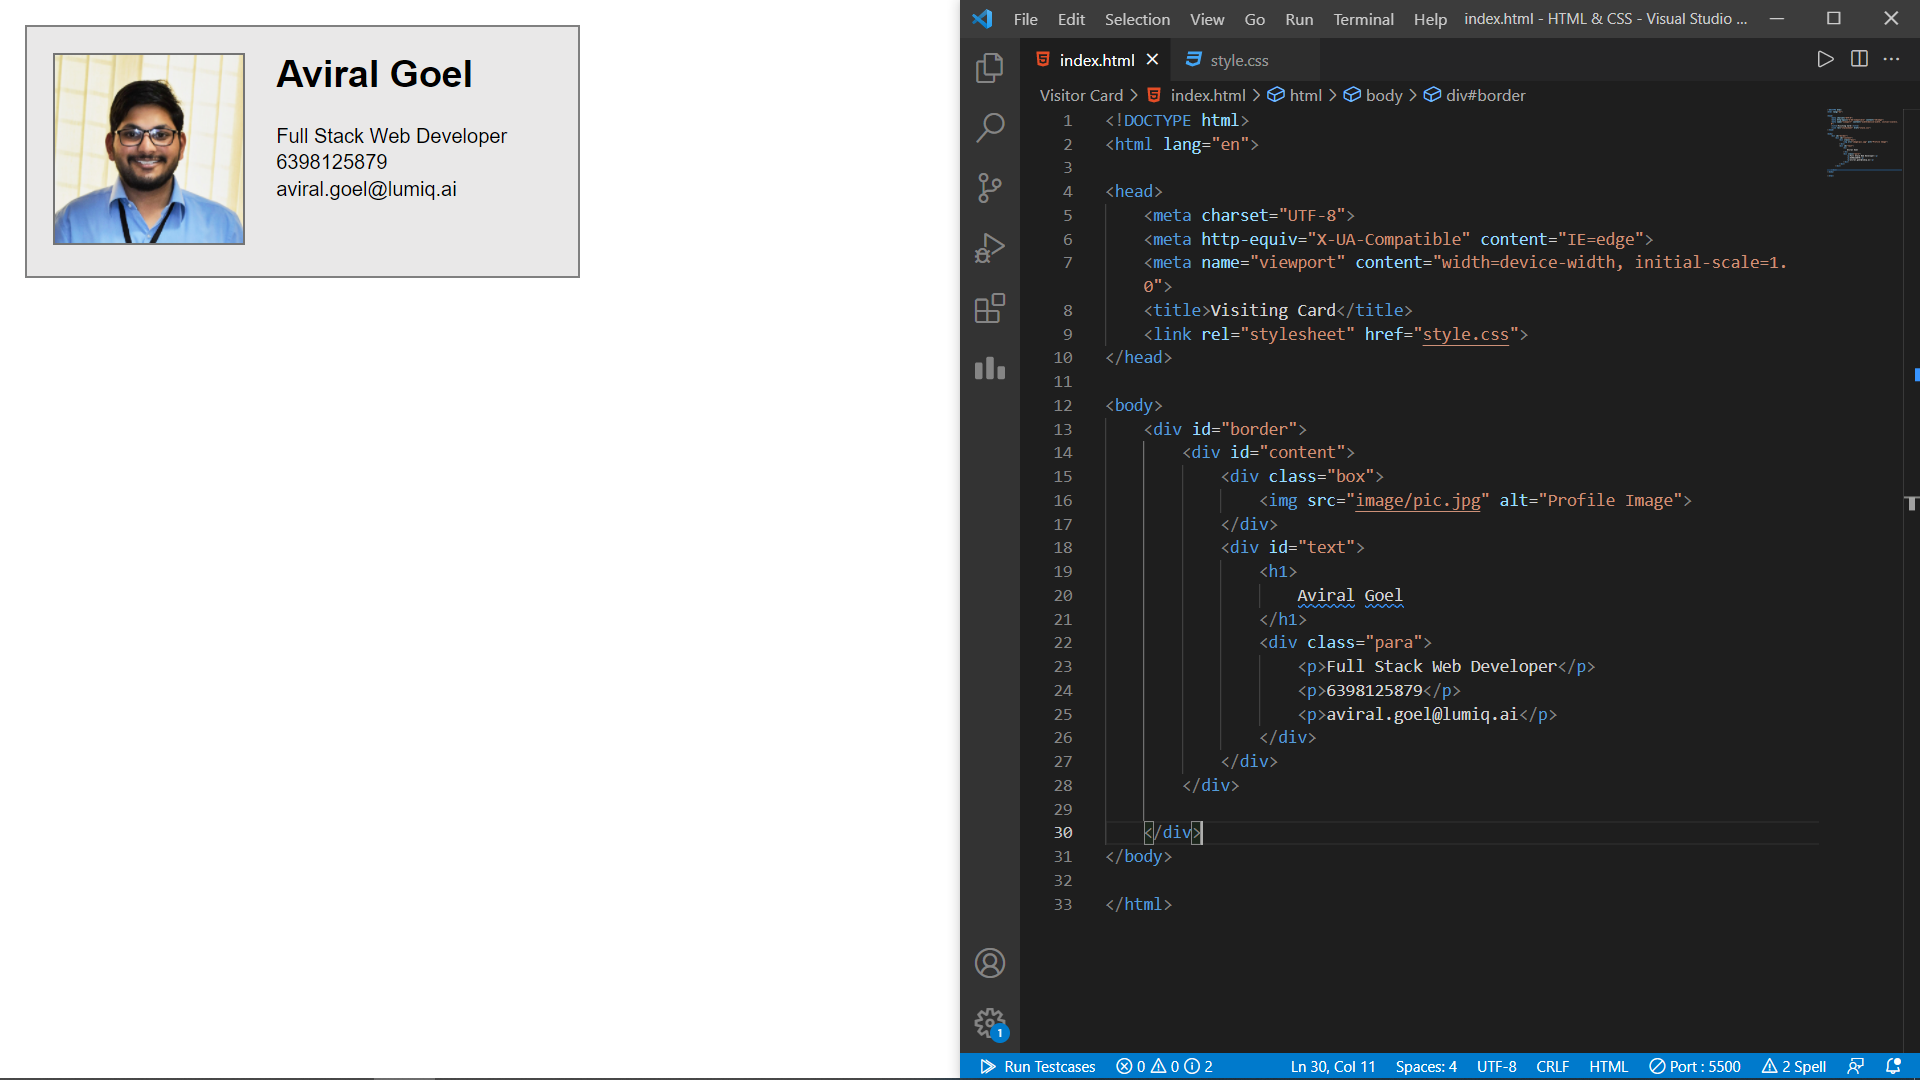 Aviral Goel
Full Stack Web Developer
6398125879
aviral.goel@lumiq.ai
File Edit Selection View Go Run Terminal Help index.html - HTML & CSS - Visual Studio ...
index.html style.css
Visitor Card > index.html > html > body > div#border
1 <!DOCTYPE html>
2 <html lang="en">
3
4 <head>
5 <meta charset="UTF-8">
6 <meta http-equiv="X-UA-Compatible" content="IE=edge">
7 <meta name="viewport" content="width=device-width, initial-scale=1.
0">
8 <title>Visiting Card</title>
9 <link rel="stylesheet" href="style.css">
10 </head>
11
12 <body>
13 <div id="border">
14 <div id="content">
15 <div class="box">
16 <img src="image/pic.jpg" alt="Profile Image">
17 </div>
18 <div id="text">
19 <h1>
20 Aviral Goel
21 </h1>
22 <div class="para">
23 <p>Full Stack Web Developer</p>
24 <p>6398125879</p>
25 <p>aviral.goel@lumiq.ai</p>
26 </div>
27 </div>
28 </div>
29
30 </div>
31 </body>
32
33 </html>
1
Run Testcases 0 0 2 Ln 30, Col 11 Spaces: 4 UTF-8 CRLF HTML Port : 5500 2 Spell